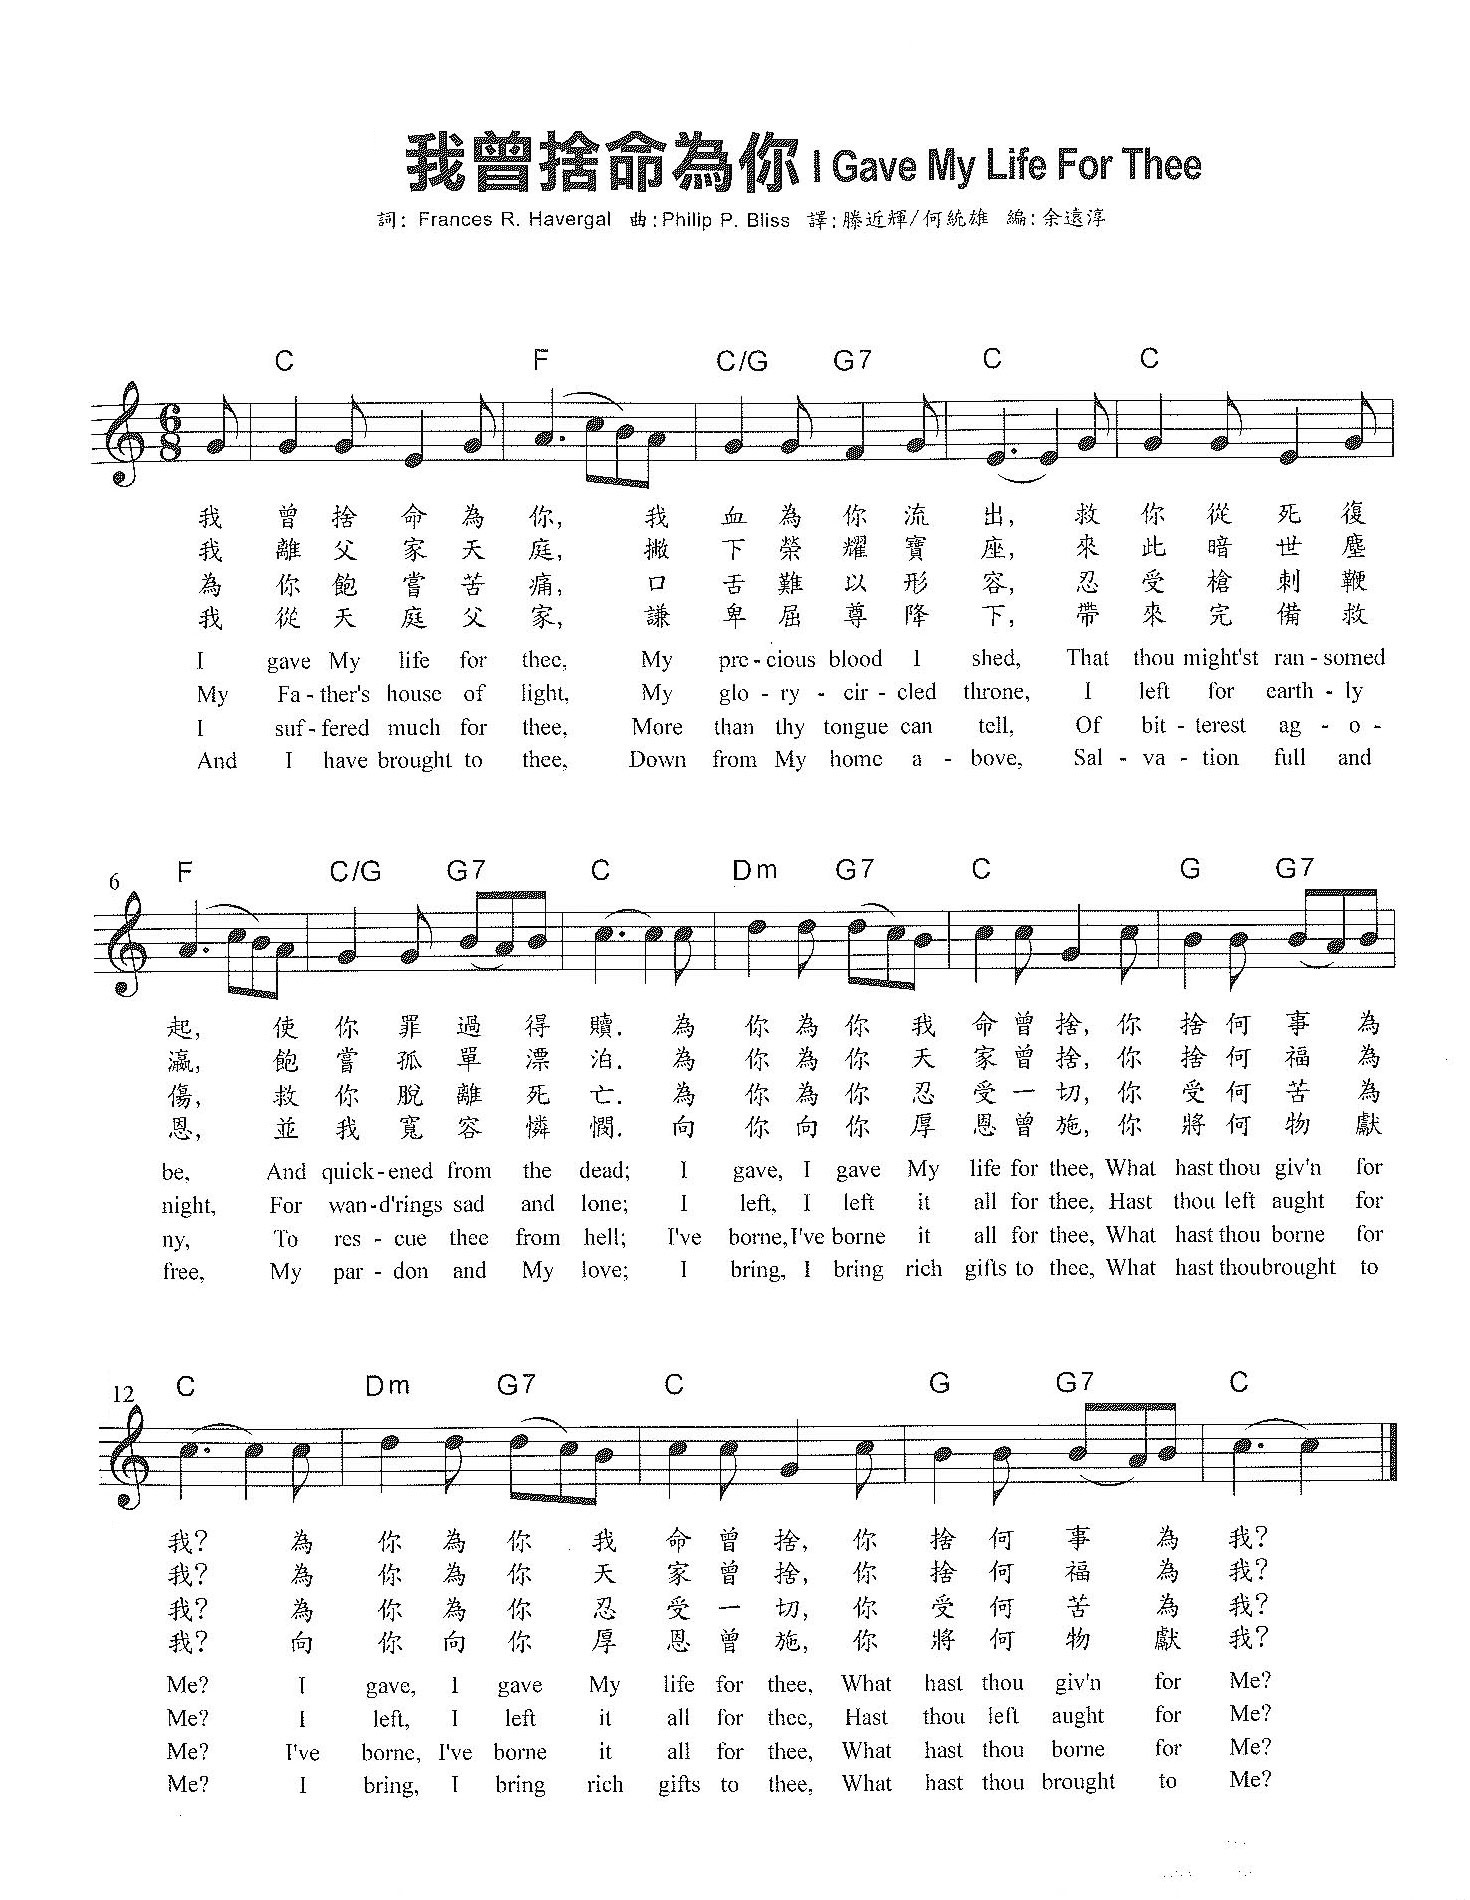 我曾捨命為你 I Gave My Life For Thee
詞: Frances R. Havergal 曲:Philip P. Bliss 譯:滕近輝/何統雄 編:余遠淳
C F C/G G7 C C
6 8
我 曾 捨 命 為 你, 我 血 為 你 流 出, 救 你 從 死 復
我 離 父 家 天 庭, 撇 下 榮 耀 寶 座, 來 此 暗 世 塵
為 你 飽 嘗 苦 痛, 口 舌 難 以 形 容, 忍 受 槍 刺 鞭
我 從 天 庭 父 家, 謙 卑 屈 尊 降 下, 帶 來 完 備 救
I gave My life for thee, My pre-cious blood I shed, That thou might'st ran-somed
My Fa-ther's house of light, My glo-ry-cir-cled throne, I left for earth-ly
I suf-fered much for thee, More than thy tongue can tell, Of bit-terest ag-o-
And I have brought to thee, Down from My home a-bove, Sal-va-tion full and
6 F C/G G7 C Dm G7 C G G7
起, 使 你 罪 過 得 贖. 為 你 為 你 我 命 曾 捨, 你 捨 何 事 為
瀛, 飽 嘗 孤 單 漂 泊. 為 你 為 你 天 家 曾 捨, 你 捨 何 福 為
傷, 救 你 脫 離 死 亡. 為 你 為 你 忍 受 一 切, 你 受 何 苦 為
恩, 並 我 寬 容 憐 憫. 向 你 向 你 厚 恩 曾 施, 你 將 何 物 獻
be, And quick-ened from the dead; I gave, I gave My life for thee, What hast thou giv'n for
night, For wan-d'rings sad and lone; I left, I left it all for thee, Hast thou left aught for
ny, To res-cue thee from hell; I've borne, I've borne it all for thee, What hast thou borne for
free, My par-don and My love; I bring, I bring rich gifts to thee, What hast thou brought to
12 C Dm G7 C G G7 C
我? 為 你 為 你 我 命 曾 捨, 你 捨 何 事 為 我?
我? 為 你 為 你 天 家 曾 捨, 你 捨 何 福 為 我?
我? 為 你 為 你 忍 受 一 切, 你 受 何 苦 為 我?
我? 向 你 向 你 厚 恩 曾 施, 你 將 何 物 獻 我?
Me? I gave, I gave My life for thee, What hast thou giv'n for Me?
Me? I left, I left it all for thee, Hast thou left aught for Me?
Me? I've borne, I've borne it all for thee, What hast thou borne for Me?
Me? I bring, I bring rich gifts to thee, What hast thou brought to Me?